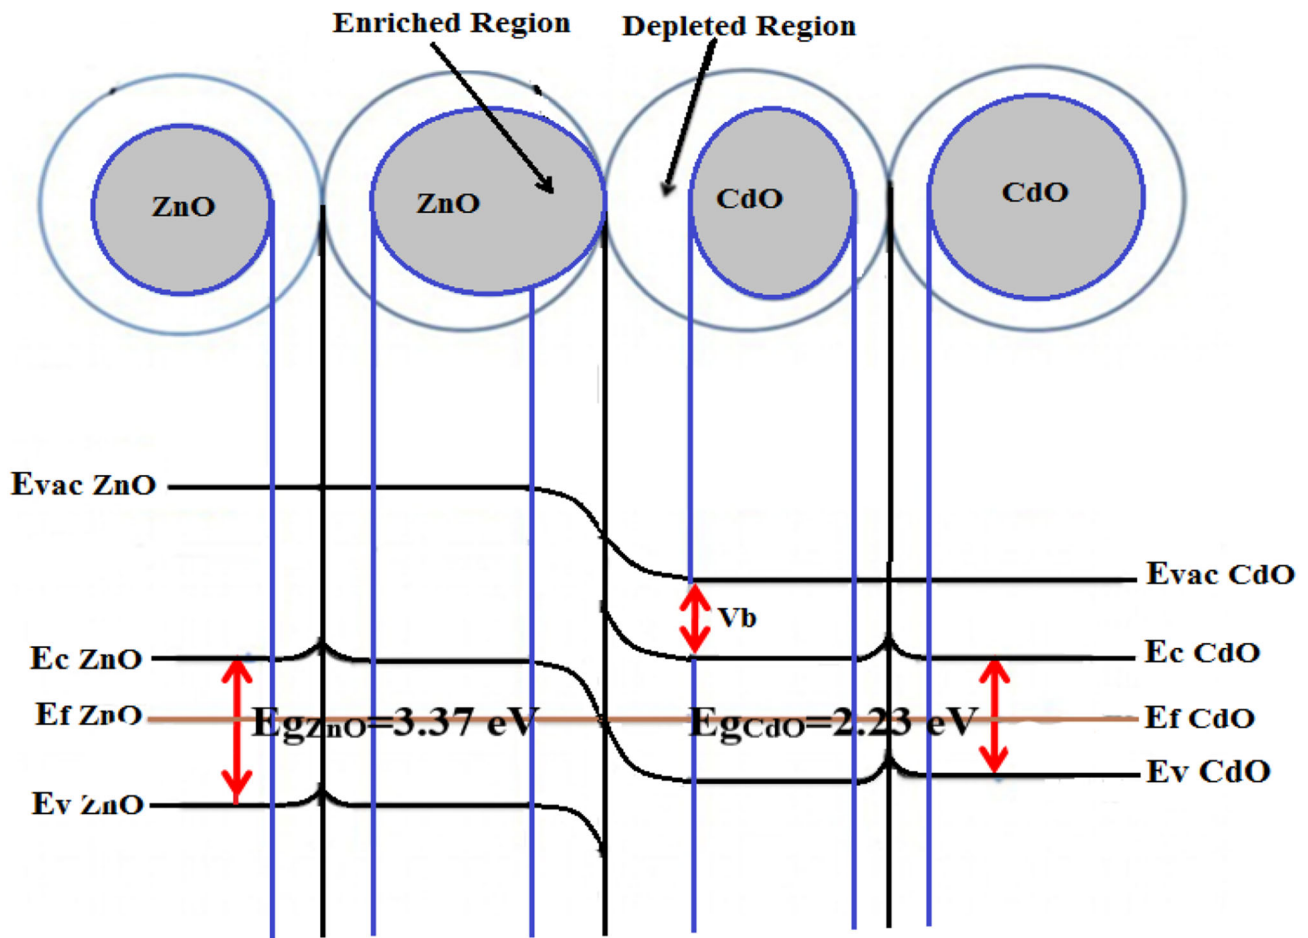 Enriched Region
Depleted Region
ZnO
ZnO
CdO
CdO
Evac ZnO
Evac CdO
Vb
Ec ZnO
Ec CdO
Ef ZnO
EgZnO=3.37 eV
EgCdO=2.23 eV
Ef CdO
Ev ZnO
Ev CdO